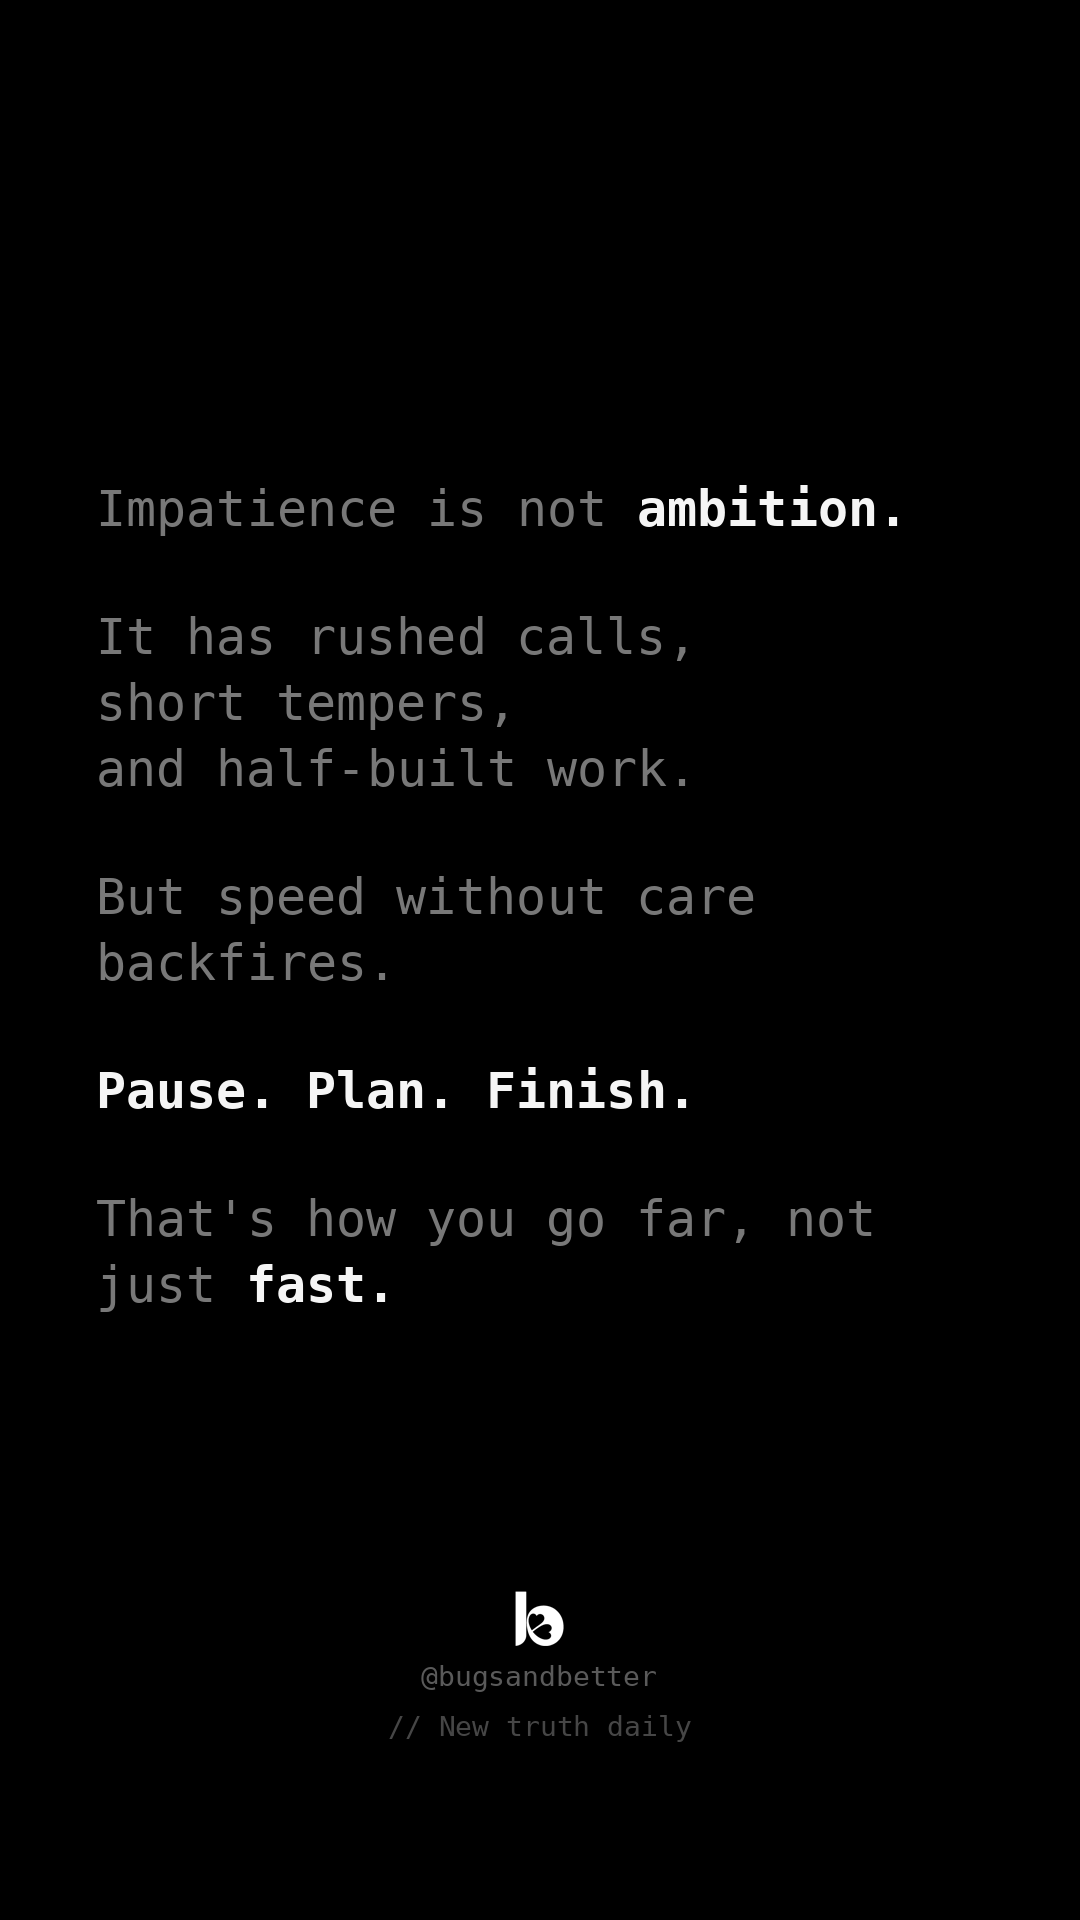 Impatience is not ambition.
It has rushed calls,
short tempers,
and half-built work.
But speed without care
backfires.
Pause. Plan. Finish.
That's how you go far, not
just fast.
b
@bugsandbetter
// New truth daily